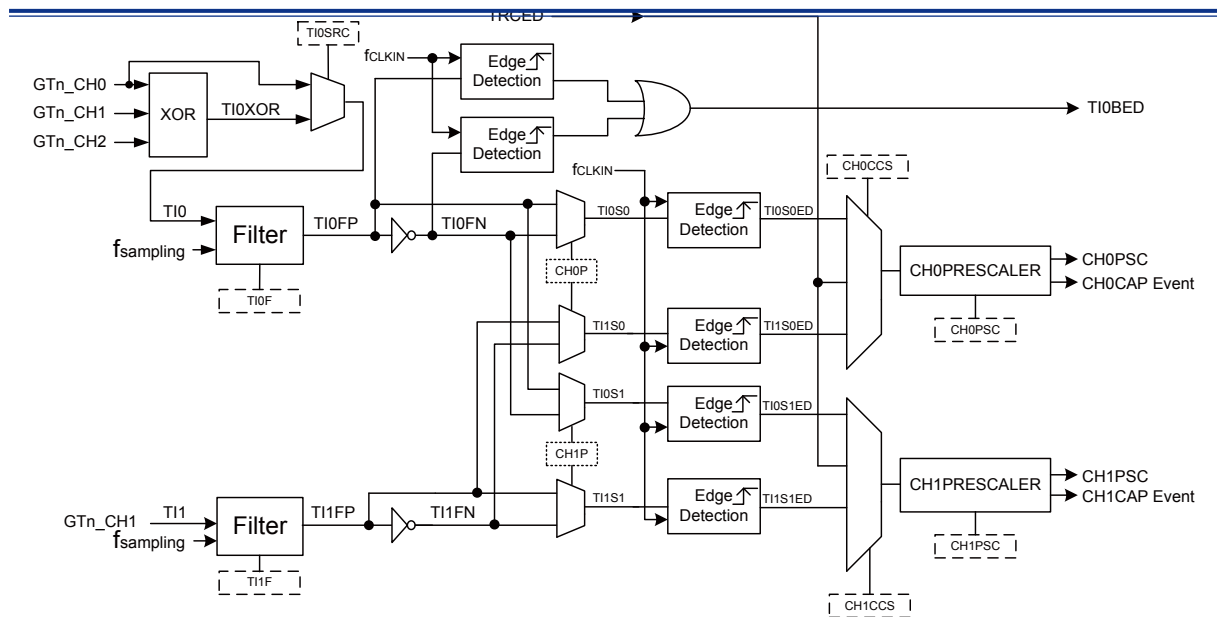 TRCED
TI0SRC
fCLKIN
Edge
Detection
GTn_CH0
GTn_CH1
GTn_CH2
XOR
TI0XOR
TI0BED
Edge
Detection
fCLKIN
CH0CCS
TI0
fsampling
Filter
TI0F
TI0FP
TI0FN
TI0S0
Edge
Detection
TI0S0ED
CH0P
CH0PRESCALER
CH0PSC
CH0CAP Event
CH0PSC
TI1S0
Edge
Detection
TI1S0ED
TI0S1
Edge
Detection
TI0S1ED
CH1P
GTn_CH1
TI1
fsampling
Filter
TI1F
TI1FP
TI1FN
TI1S1
Edge
Detection
TI1S1ED
CH1PRESCALER
CH1PSC
CH1CAP Event
CH1PSC
CH1CCS